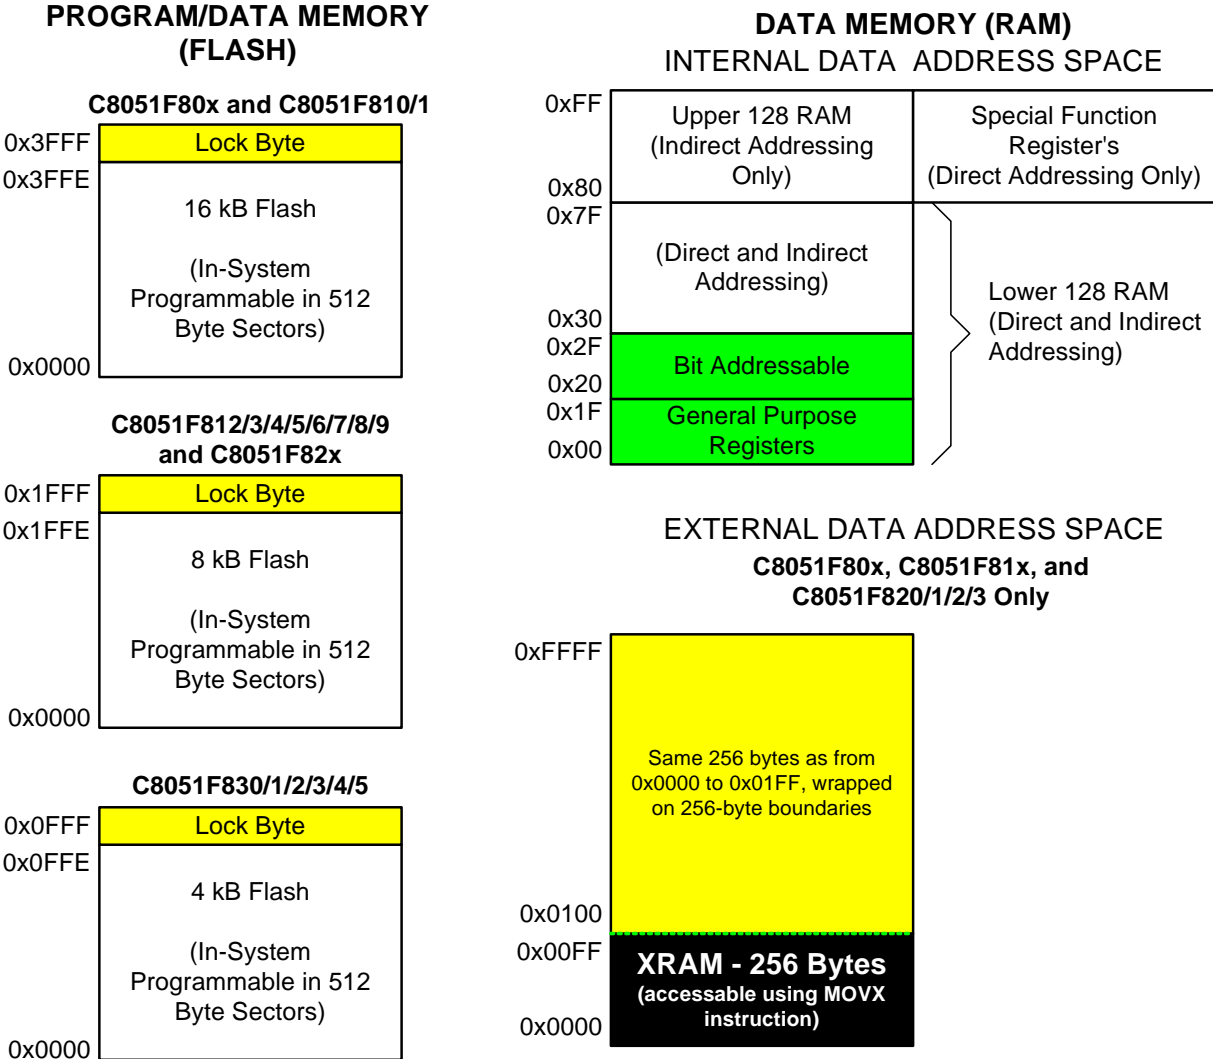 PROGRAM/DATA MEMORY
(FLASH)
C8051F80x and C8051F810/1
0x3FFF
Lock Byte
0x3FFE
16 kB Flash
(In-System
Programmable in 512
Byte Sectors)
0x0000
C8051F812/3/4/5/6/7/8/9
and C8051F82x
0x1FFF
Lock Byte
0x1FFE
8 kB Flash
(In-System
Programmable in 512
Byte Sectors)
0x0000
C8051F830/1/2/3/4/5
0x0FFF
Lock Byte
0x0FFE
4 kB Flash
(In-System
Programmable in 512
Byte Sectors)
0x0000
DATA MEMORY (RAM)
INTERNAL DATA ADDRESS SPACE
0xFF
Upper 128 RAM
(Indirect Addressing
Only)
0x80
Special Function
Register's
(Direct Addressing Only)
0x7F
(Direct and Indirect
Addressing)
0x30
0x2F
Bit Addressable
0x20
0x1F
General Purpose
Registers
0x00
Lower 128 RAM
(Direct and Indirect
Addressing)
EXTERNAL DATA ADDRESS SPACE
C8051F80x, C8051F81x, and
C8051F820/1/2/3 Only
0xFFFF
Same 256 bytes as from
0x0000 to 0x01FF, wrapped
on 256-byte boundaries
0x0100
0x00FF
XRAM - 256 Bytes
(accessable using MOVX
instruction)
0x0000